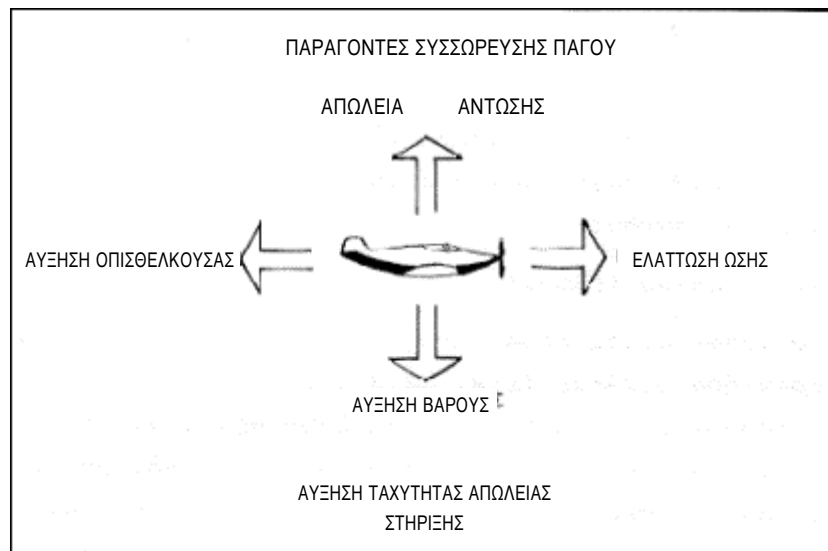 ΠΑΡΑΓΟΝΤΕΣ ΣΥΣΣΩΡΕΥΣΗΣ ΠΑΓΟΥ
ΑΠΩΛΕΙΑ ΑΝΤΩΣΗΣ
ΑΥΞΗΣΗ ΟΠΙΣΘΕΛΚΟΥΣΑΣ
ΕΛΑΤΤΩΣΗ ΩΣΗΣ
ΑΥΞΗΣΗ ΒΑΡΟΥΣ
ΑΥΞΗΣΗ ΤΑΧΥΤΗΤΑΣ ΑΠΩΛΕΙΑΣ
ΣΤΗΡΙΞΗΣ